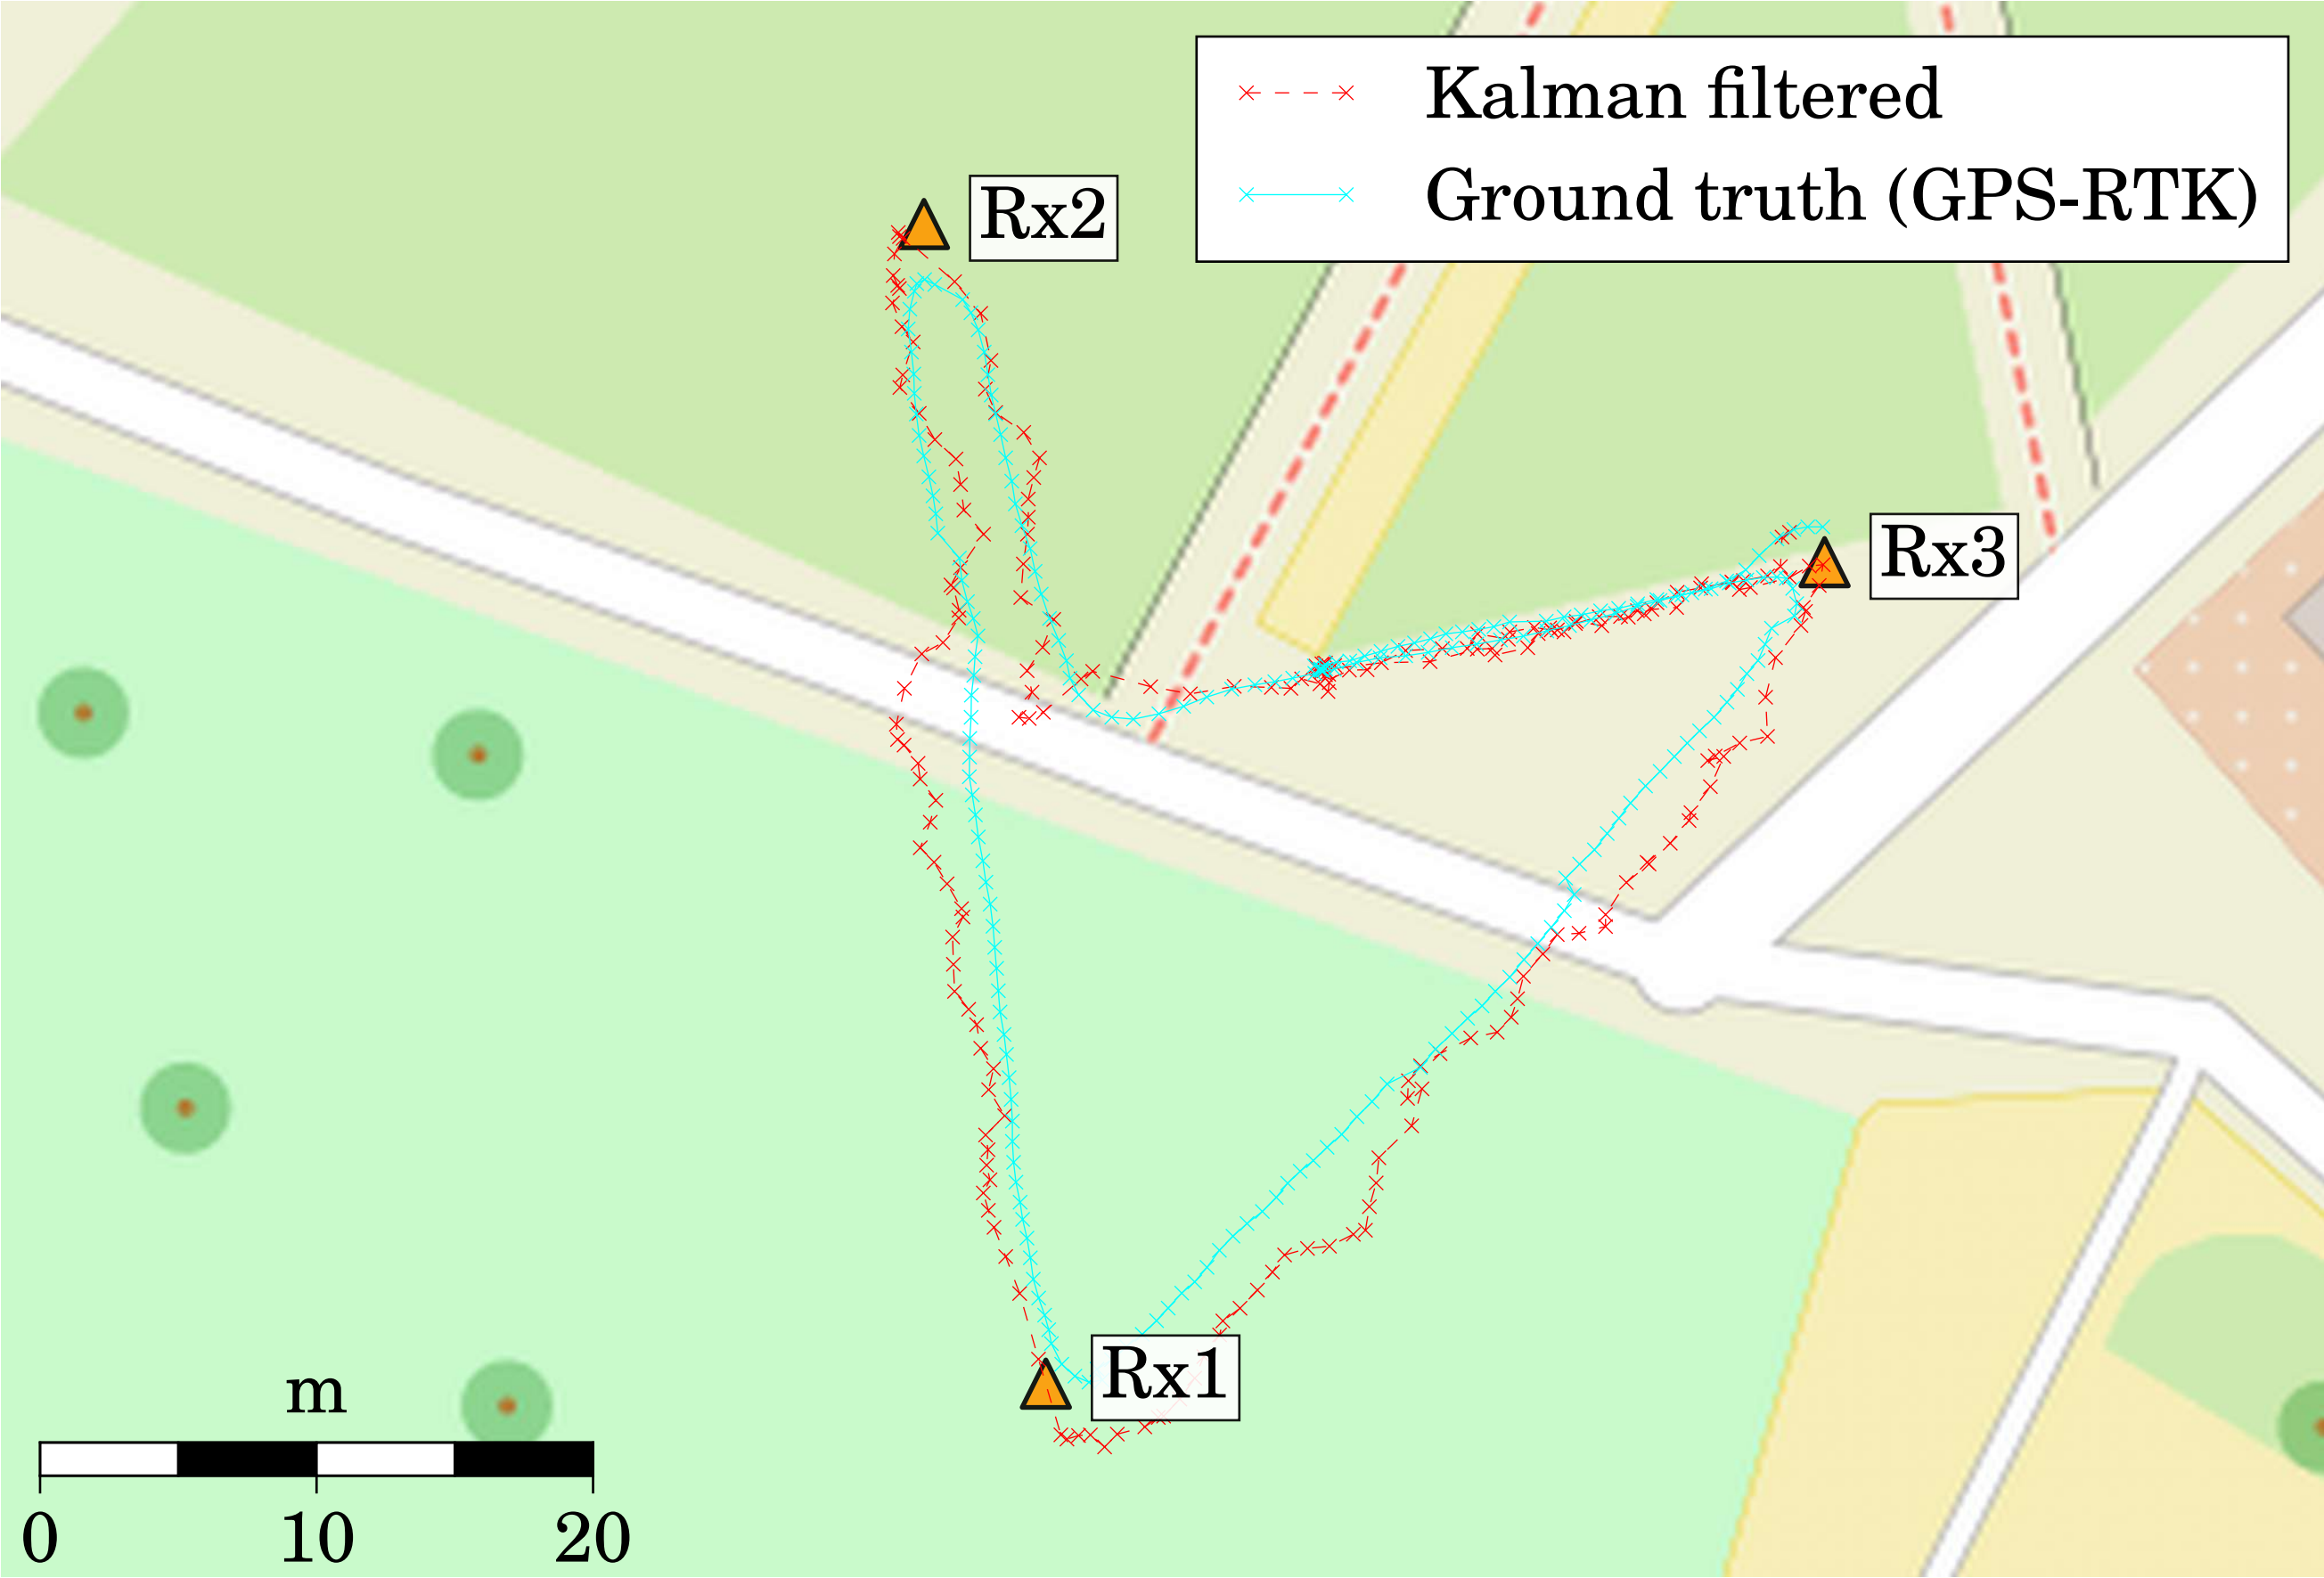 Kalman filtered
Ground truth (GPS-RTK)
Rx2
Rx3
Rx1
m
0 10 20